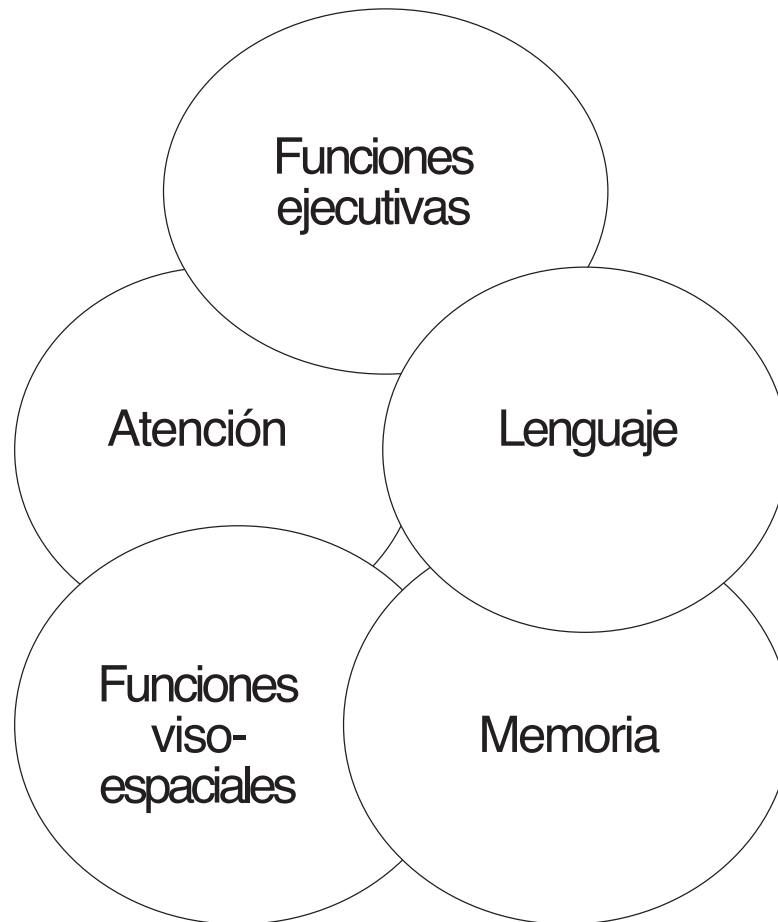 Funciones
ejecutivas
Atención
Lenguaje
Funciones
viso-
espaciales
Memoria